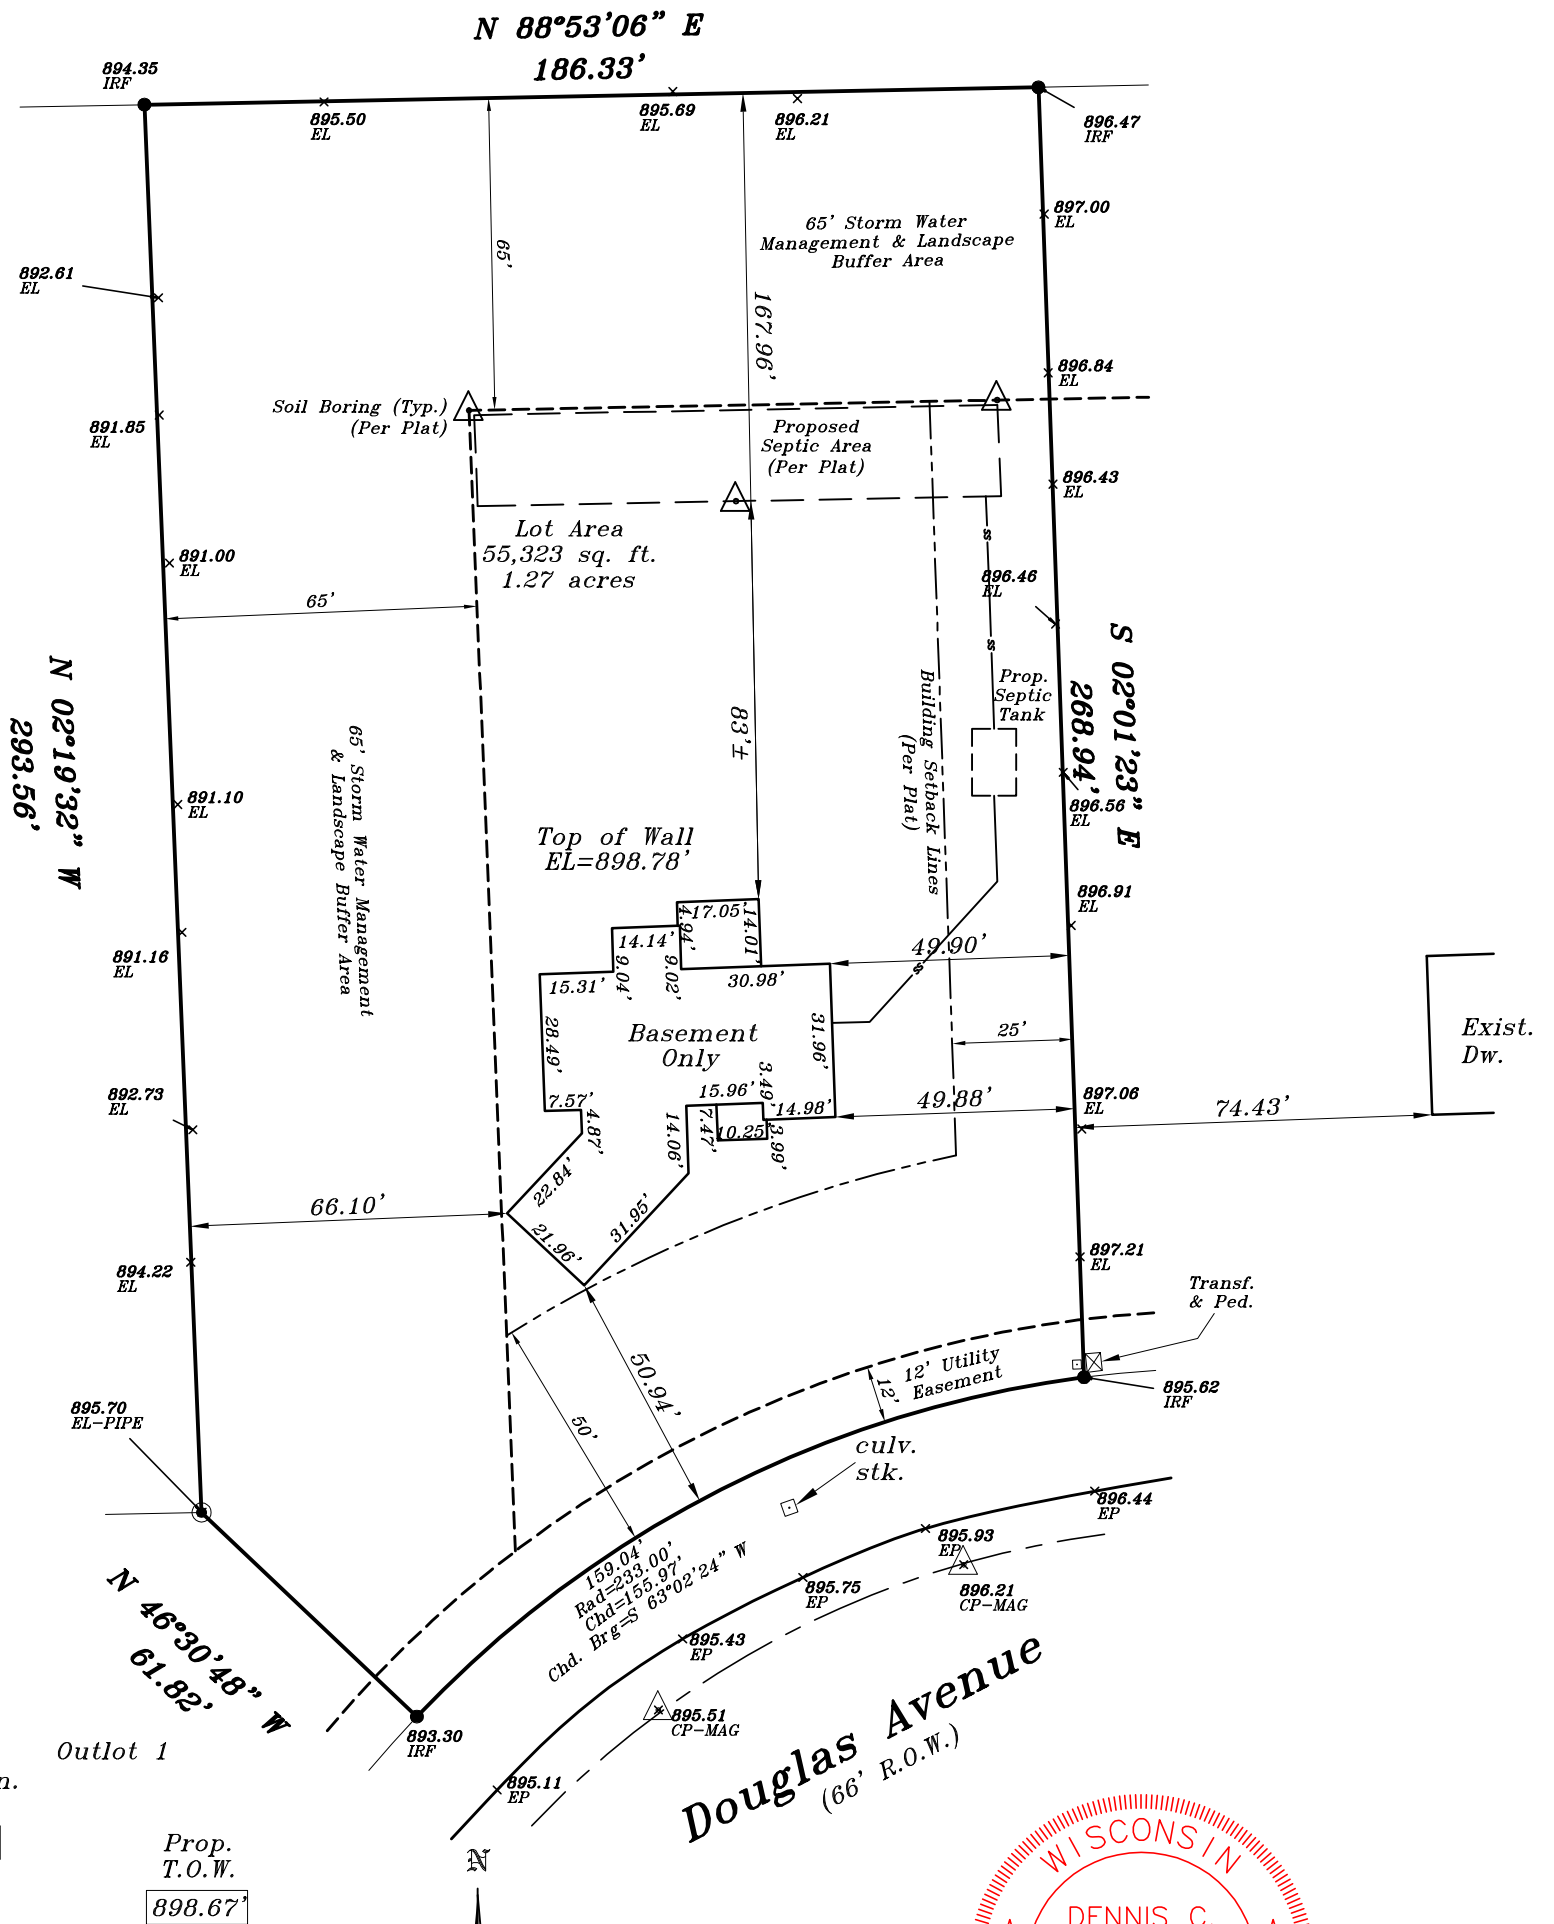 N 88°53'06" E
186.33'
894.35
IRF
895.50
EL
895.69
EL
896.21
EL
896.47
IRF
897.00
EL
65' Storm Water
Management & Landscape
Buffer Area
65'
167.96'
892.61
EL
896.84
EL
Soil Boring (Typ.)
(Per Plat)
Proposed
Septic Area
(Per Plat)
891.85
EL
896.43
EL
Lot Area
55,323 sq. ft.
1.27 acres
891.00
EL
65'
ss
896.46
EL
ss
N 02°19'32" W
293.56'
S 02°01'23" E
268.94'
Prop.
Septic
Tank
Building Setback Lines
(Per Plat)
83'±
65' Storm Water Management
& Landscape Buffer Area
891.10
EL
896.56
EL
Top of Wall
EL=898.78'
896.91
EL
17.05'
4.94'
14.01'
14.14'
9.04'
9.02'
30.98'
15.31'
49.90'
ss
891.16
EL
28.49'
Basement
Only
31.96'
25'
Exist.
Dw.
892.73
EL
7.57'
4.87'
15.96'
3.49'
14.98'
49.88'
897.06
EL
74.43'
14.06'
7.47'
10.25'
3.99'
22.84'
66.10'
21.96'
31.95'
894.22
EL
897.21
EL
Transf.
& Ped.
50.94'
50'
12' Utility
Easement
12'
895.62
IRF
895.70
EL-PIPE
culv.
stk.
896.44
EP
895.93
EP
159.04'
Rad=233.00'
Chd=155.97'
Chd. Brg=S 63°02'24" W
895.75
EP
896.21
CP-MAG
N 46°30'48" W
61.82'
895.43
EP
895.51
CP-MAG
893.30
IRF
Douglas Avenue
(66' R.O.W.)
Outlot 1
n.
895.11
EP
Prop.
T.O.W.
898.67'
N
WISCONSIN
DENNIS C.